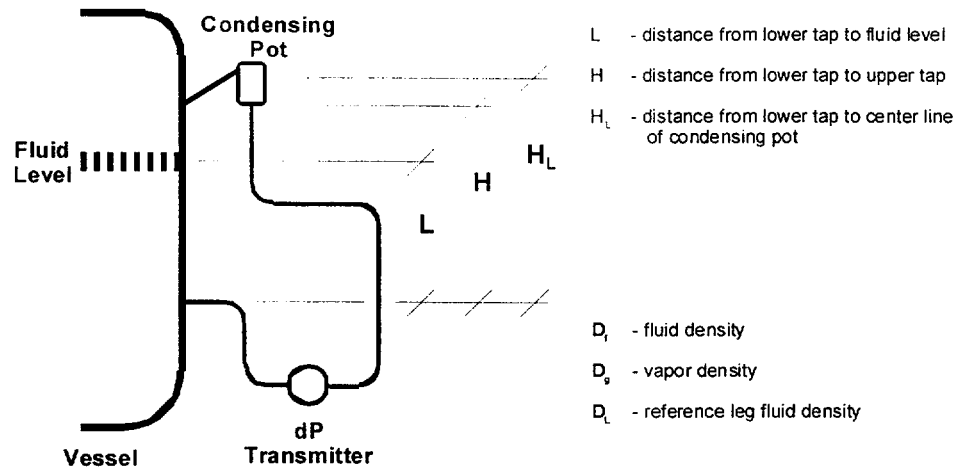 Condensing
Pot
Fluid
Level
L
H
H_L
dP
Transmitter
Vessel
L - distance from lower tap to fluid level
H - distance from lower tap to upper tap
H_L - distance from lower tap to center line
of condensing pot
D_f - fluid density
D_g - vapor density
D_L - reference leg fluid density